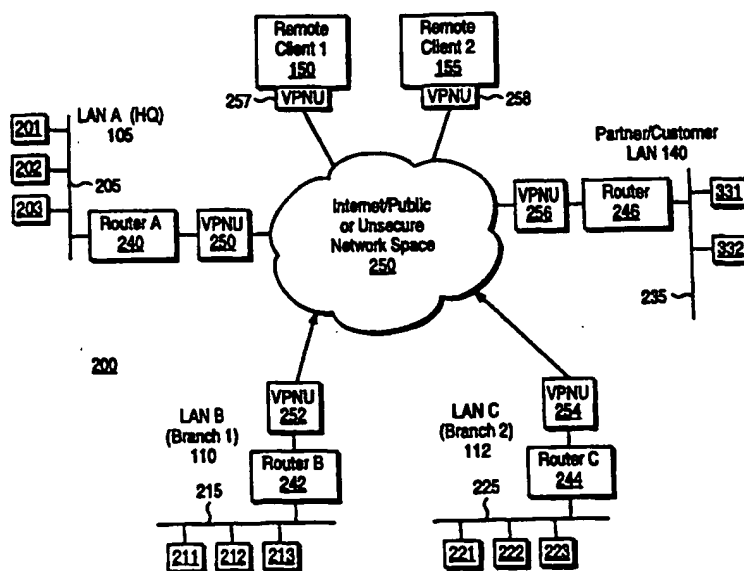 Remote
Client 1
150
Remote
Client 2
155
257
VPNU
VPNU
258
LAN A (HQ)
105
201
202
203
205
Router A
240
VPNU
250
Internet/Public
or Unsecure
Network Space
250
Partner/Customer
LAN 140
VPNU
256
Router
246
331
332
235
200
VPNU
252
LAN B
(Branch 1)
110
Router B
242
215
211
212
213
VPNU
254
LAN C
(Branch 2)
112
Router C
244
225
221
222
223